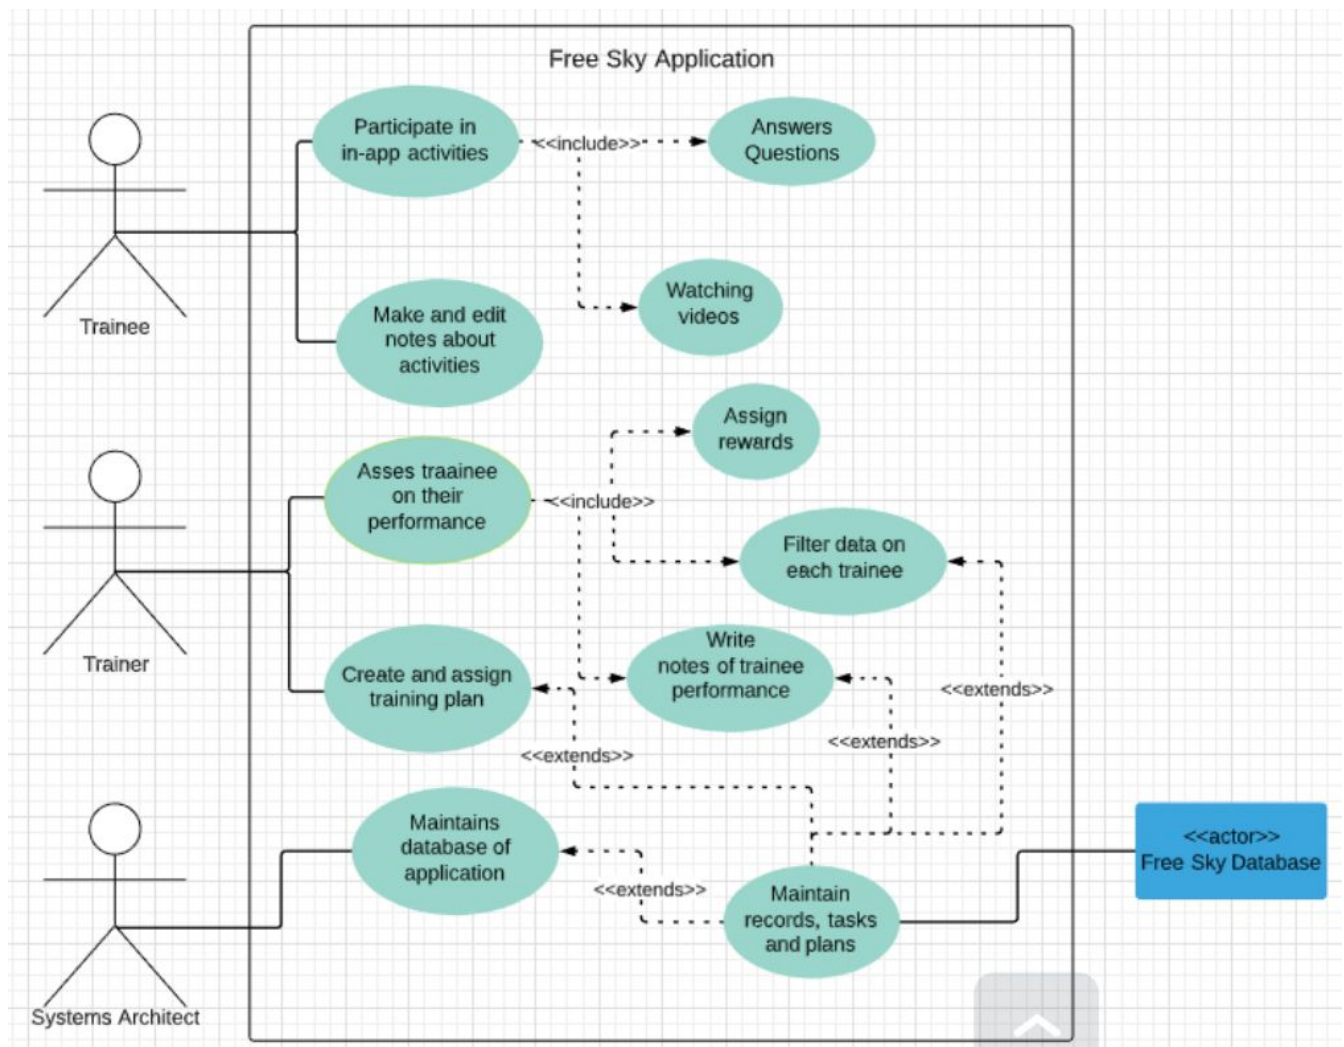 Free Sky Application
Participate in
in-app activities
<<include>>
Answers
Questions
Watching
videos
Make and edit
notes about
activities
Trainee
Assign
rewards
Asses traainee
on their
performance
<<include>>
Filter data on
each trainee
Trainer
Create and assign
training plan
Write
notes of trainee
performance
<<extends>>
<<extends>>
<<extends>>
Maintains
database of
application
<<extends>>
Maintain
records, tasks
and plans
<<actor>>
Free Sky Database
Systems Architect